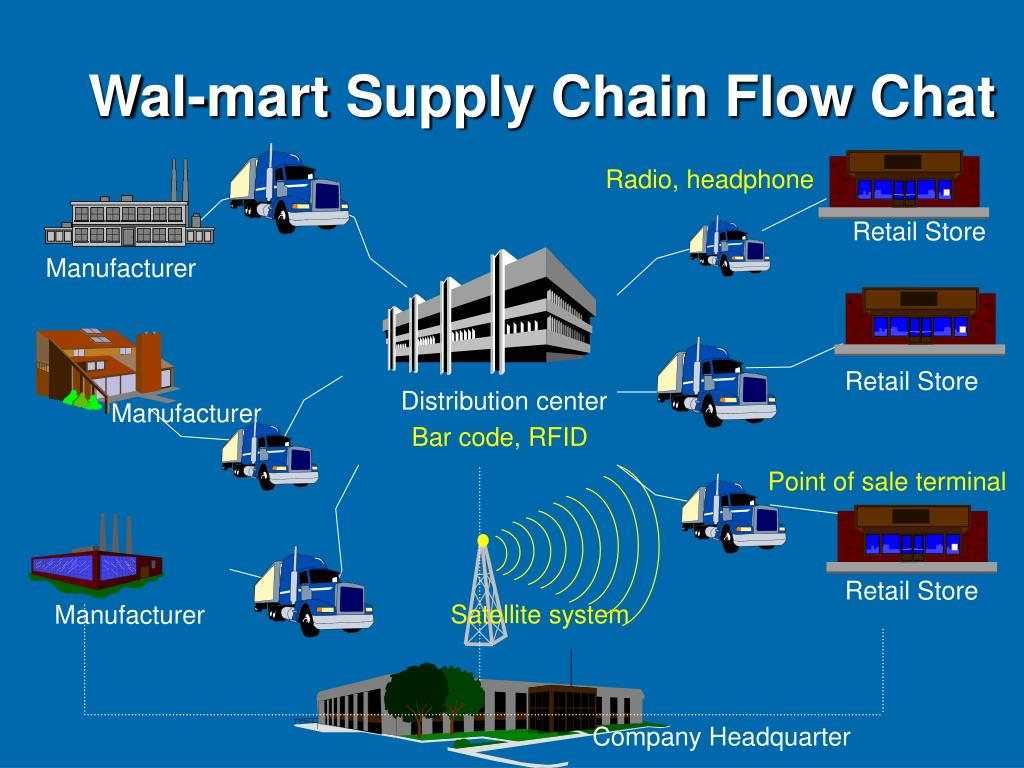 Wal-mart Supply Chain Flow Chat
Radio, headphone
Retail Store
Manufacturer
Retail Store
Distribution center
Manufacturer
Bar code, RFID
Point of sale terminal
Retail Store
Manufacturer
Satellite system
Company Headquarter